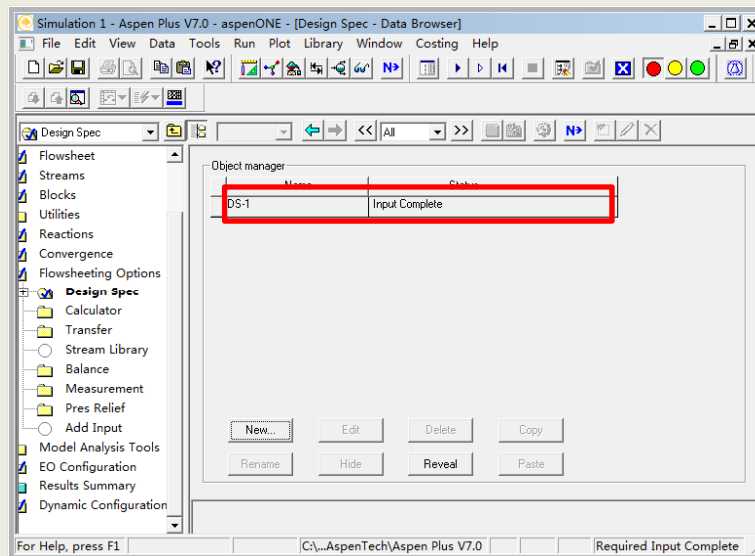 Simulation 1 - Aspen Plus V7.0 - aspenONE - [Design Spec - Data Browser]
File Edit View Data Tools Run Plot Library Window Costing Help
N>
Design Spec
All
N>
Flowsheet
Streams
Blocks
Utilities
Reactions
Convergence
Flowsheeting Options
Design Spec
Calculator
Transfer
Stream Library
Balance
Measurement
Pres Relief
Add Input
Model Analysis Tools
EO Configuration
Results Summary
Dynamic Configuration
Object manager
Name Status
DS-1 Input Complete
New... Edit Delete Copy
Rename Hide Reveal Paste
For Help, press F1 C:\...AspenTech\Aspen Plus V7.0 Required Input Complete